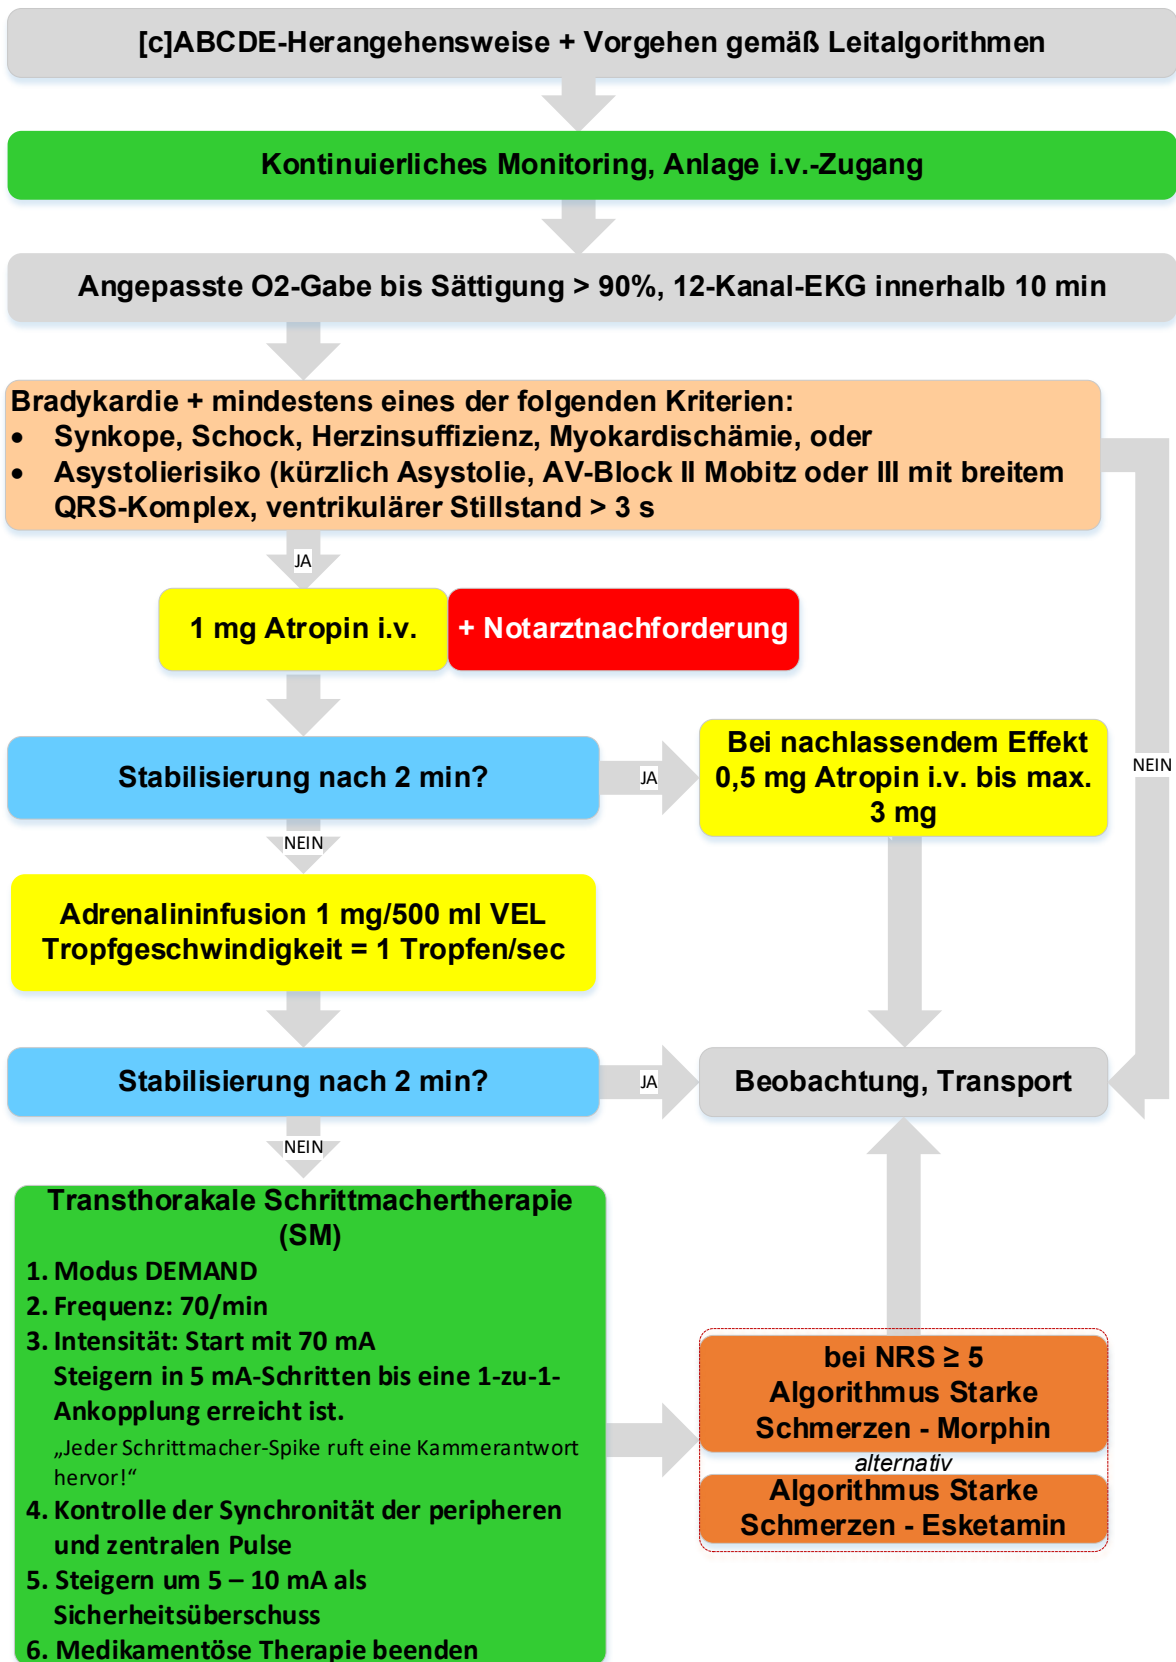 [c]ABCDE-Herangehensweise + Vorgehen gemäß Leitalgorithmen
Kontinuierliches Monitoring, Anlage i.v.-Zugang
Angepasste O2-Gabe bis Sättigung > 90%, 12-Kanal-EKG innerhalb 10 min
Bradykardie + mindestens eines der folgenden Kriterien:
• Synkope, Schock, Herzinsuffizienz, Myokardischämie, oder
• Asystolierisiko (kürzlich Asystolie, AV-Block II Mobitz oder III mit breitem
QRS-Komplex, ventrikulärer Stillstand > 3 s
JA
NEIN
1 mg Atropin i.v.
+ Notarztnachforderung
Stabilisierung nach 2 min?
JA
Bei nachlassendem Effekt
0,5 mg Atropin i.v. bis max.
3 mg
NEIN
Adrenalininfusion 1 mg/500 ml VEL
Tropfgeschwindigkeit = 1 Tropfen/sec
Stabilisierung nach 2 min?
JA
Beobachtung, Transport
NEIN
Transthorakale Schrittmachertherapie
(SM)
1. Modus DEMAND
2. Frequenz: 70/min
3. Intensität: Start mit 70 mA
Steigern in 5 mA-Schritten bis eine 1-zu-1-
Ankopplung erreicht ist.
„Jeder Schrittmacher-Spike ruft eine Kammerantwort
hervor!“
4. Kontrolle der Synchronität der peripheren
und zentralen Pulse
5. Steigern um 5 – 10 mA als
Sicherheitsüberschuss
6. Medikamentöse Therapie beenden
bei NRS ≥ 5
Algorithmus Starke
Schmerzen - Morphin
alternativ
Algorithmus Starke
Schmerzen - Esketamin